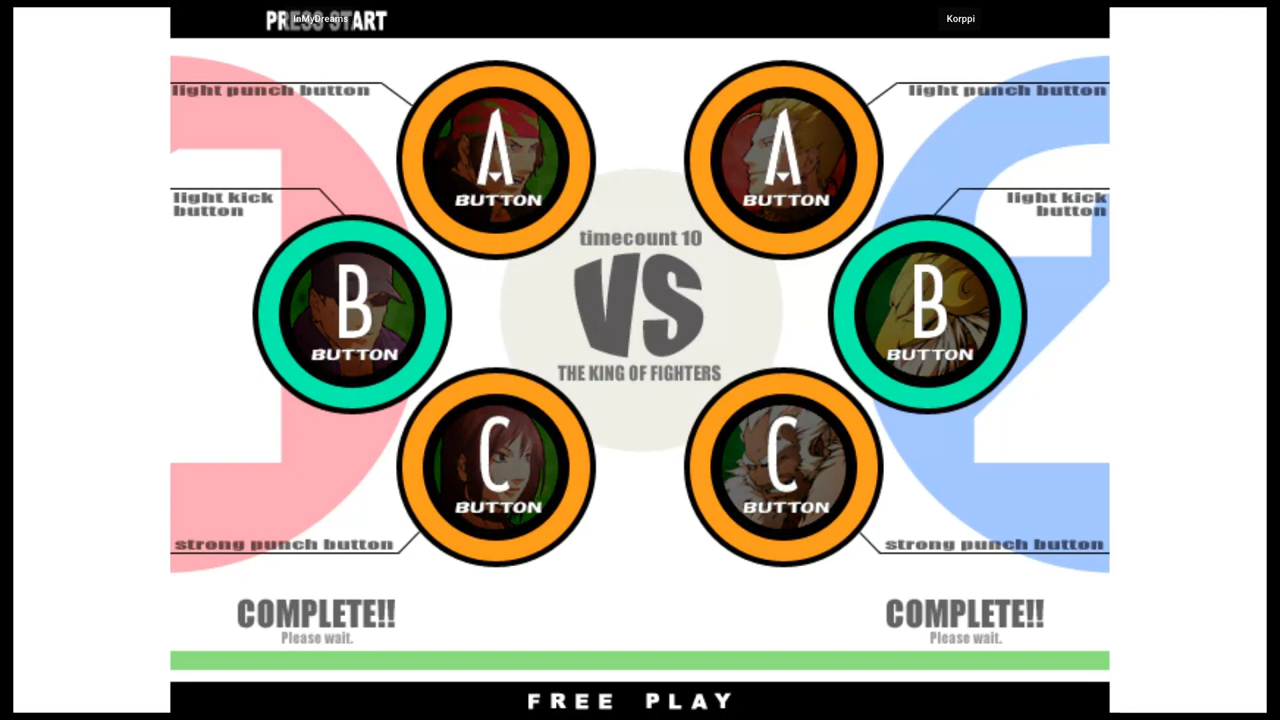 PRESS START
InMyDreams
Korppi
light punch button
light punch button
A
BUTTON
A
BUTTON
light kick
button
light kick
button
timecount 10
VS
THE KING OF FIGHTERS
B
BUTTON
B
BUTTON
C
BUTTON
C
BUTTON
strong punch button
strong punch button
COMPLETE!!
Please wait.
COMPLETE!!
Please wait.
FREE PLAY